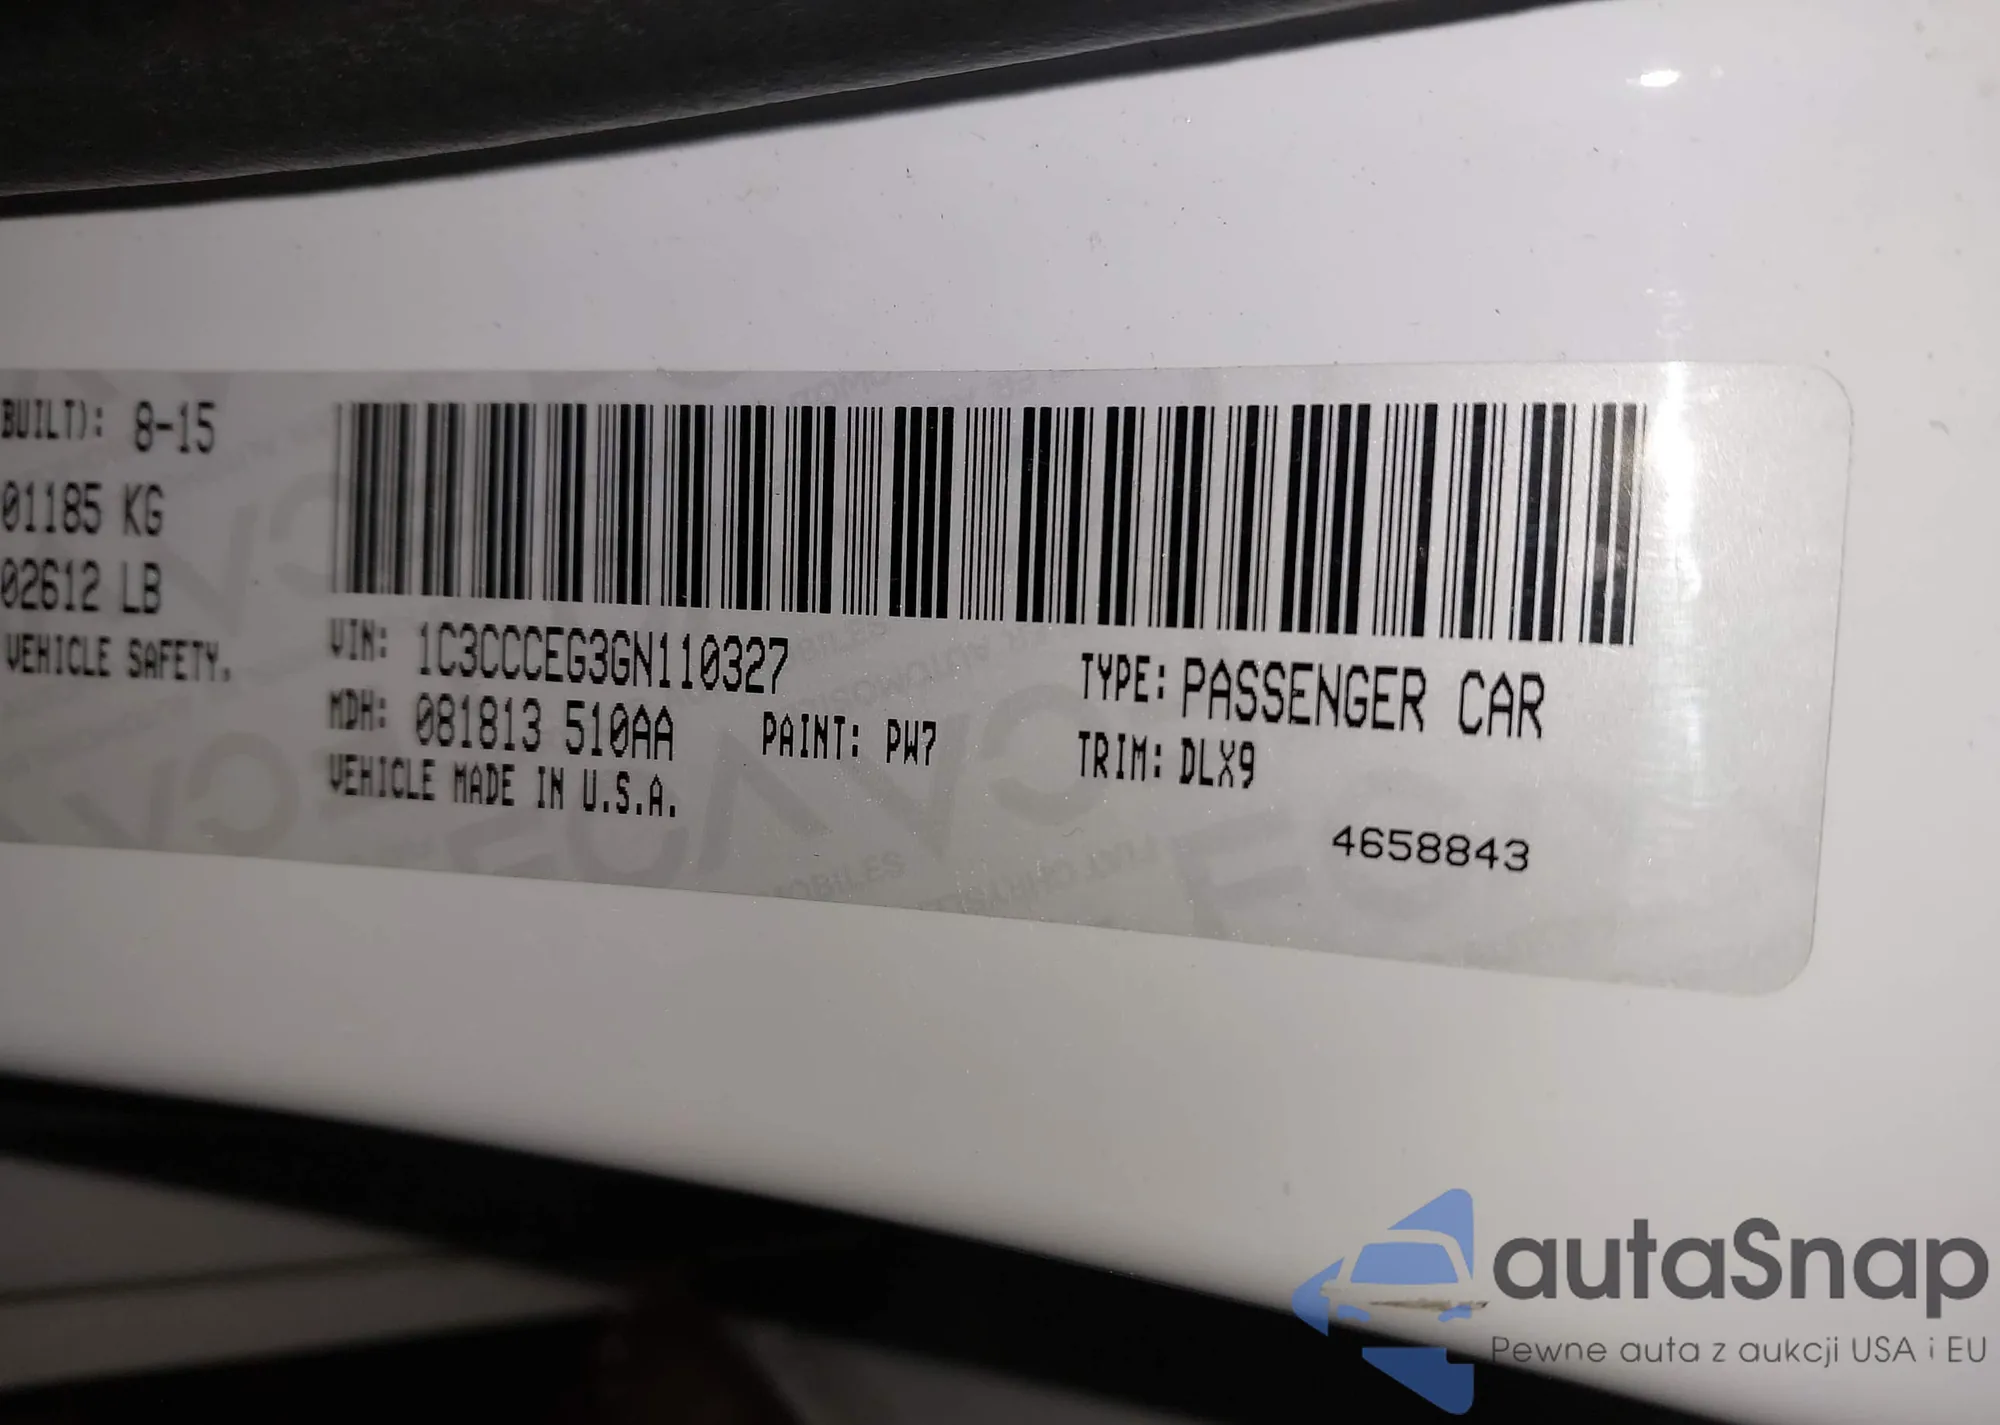 BUILT): 8-15
01185 KG
02612 LB
VEHICLE SAFETY.
VIN: 1C3CCCEG3GN110327
TYPE: PASSENGER CAR
MDH: 081813 510AA PAINT: PW7
TRIM: DLX9
VEHICLE MADE IN U.S.A.
4658843
autaSnap
Pewne auta z aukcji USA i EU